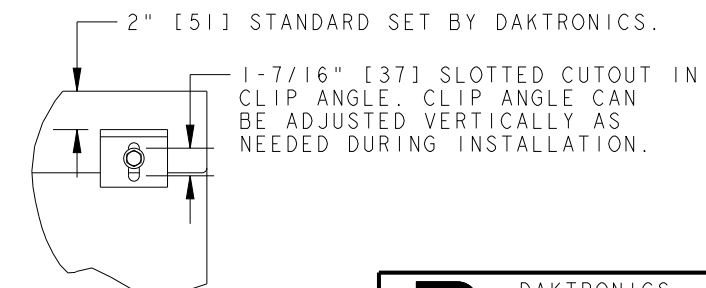 2" [51] STANDARD SET BY DAKTRONICS.
1-7/16" [37] SLOTTED CUTOUT IN
CLIP ANGLE. CLIP ANGLE CAN
BE ADJUSTED VERTICALLY AS
NEEDED DURING INSTALLATION.
DAKTRONICS